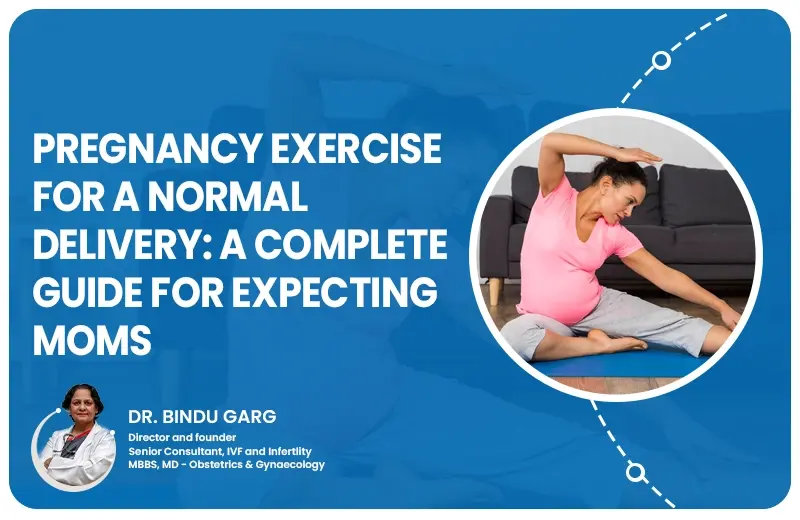 PREGNANCY EXERCISE
FOR A NORMAL
DELIVERY: A COMPLETE
GUIDE FOR EXPECTING
MOMS
DR. BINDU GARG
Director and founder
Senior Consultant, IVF and Infertlity
MBBS, MD - Obstetrics & Gynaecology